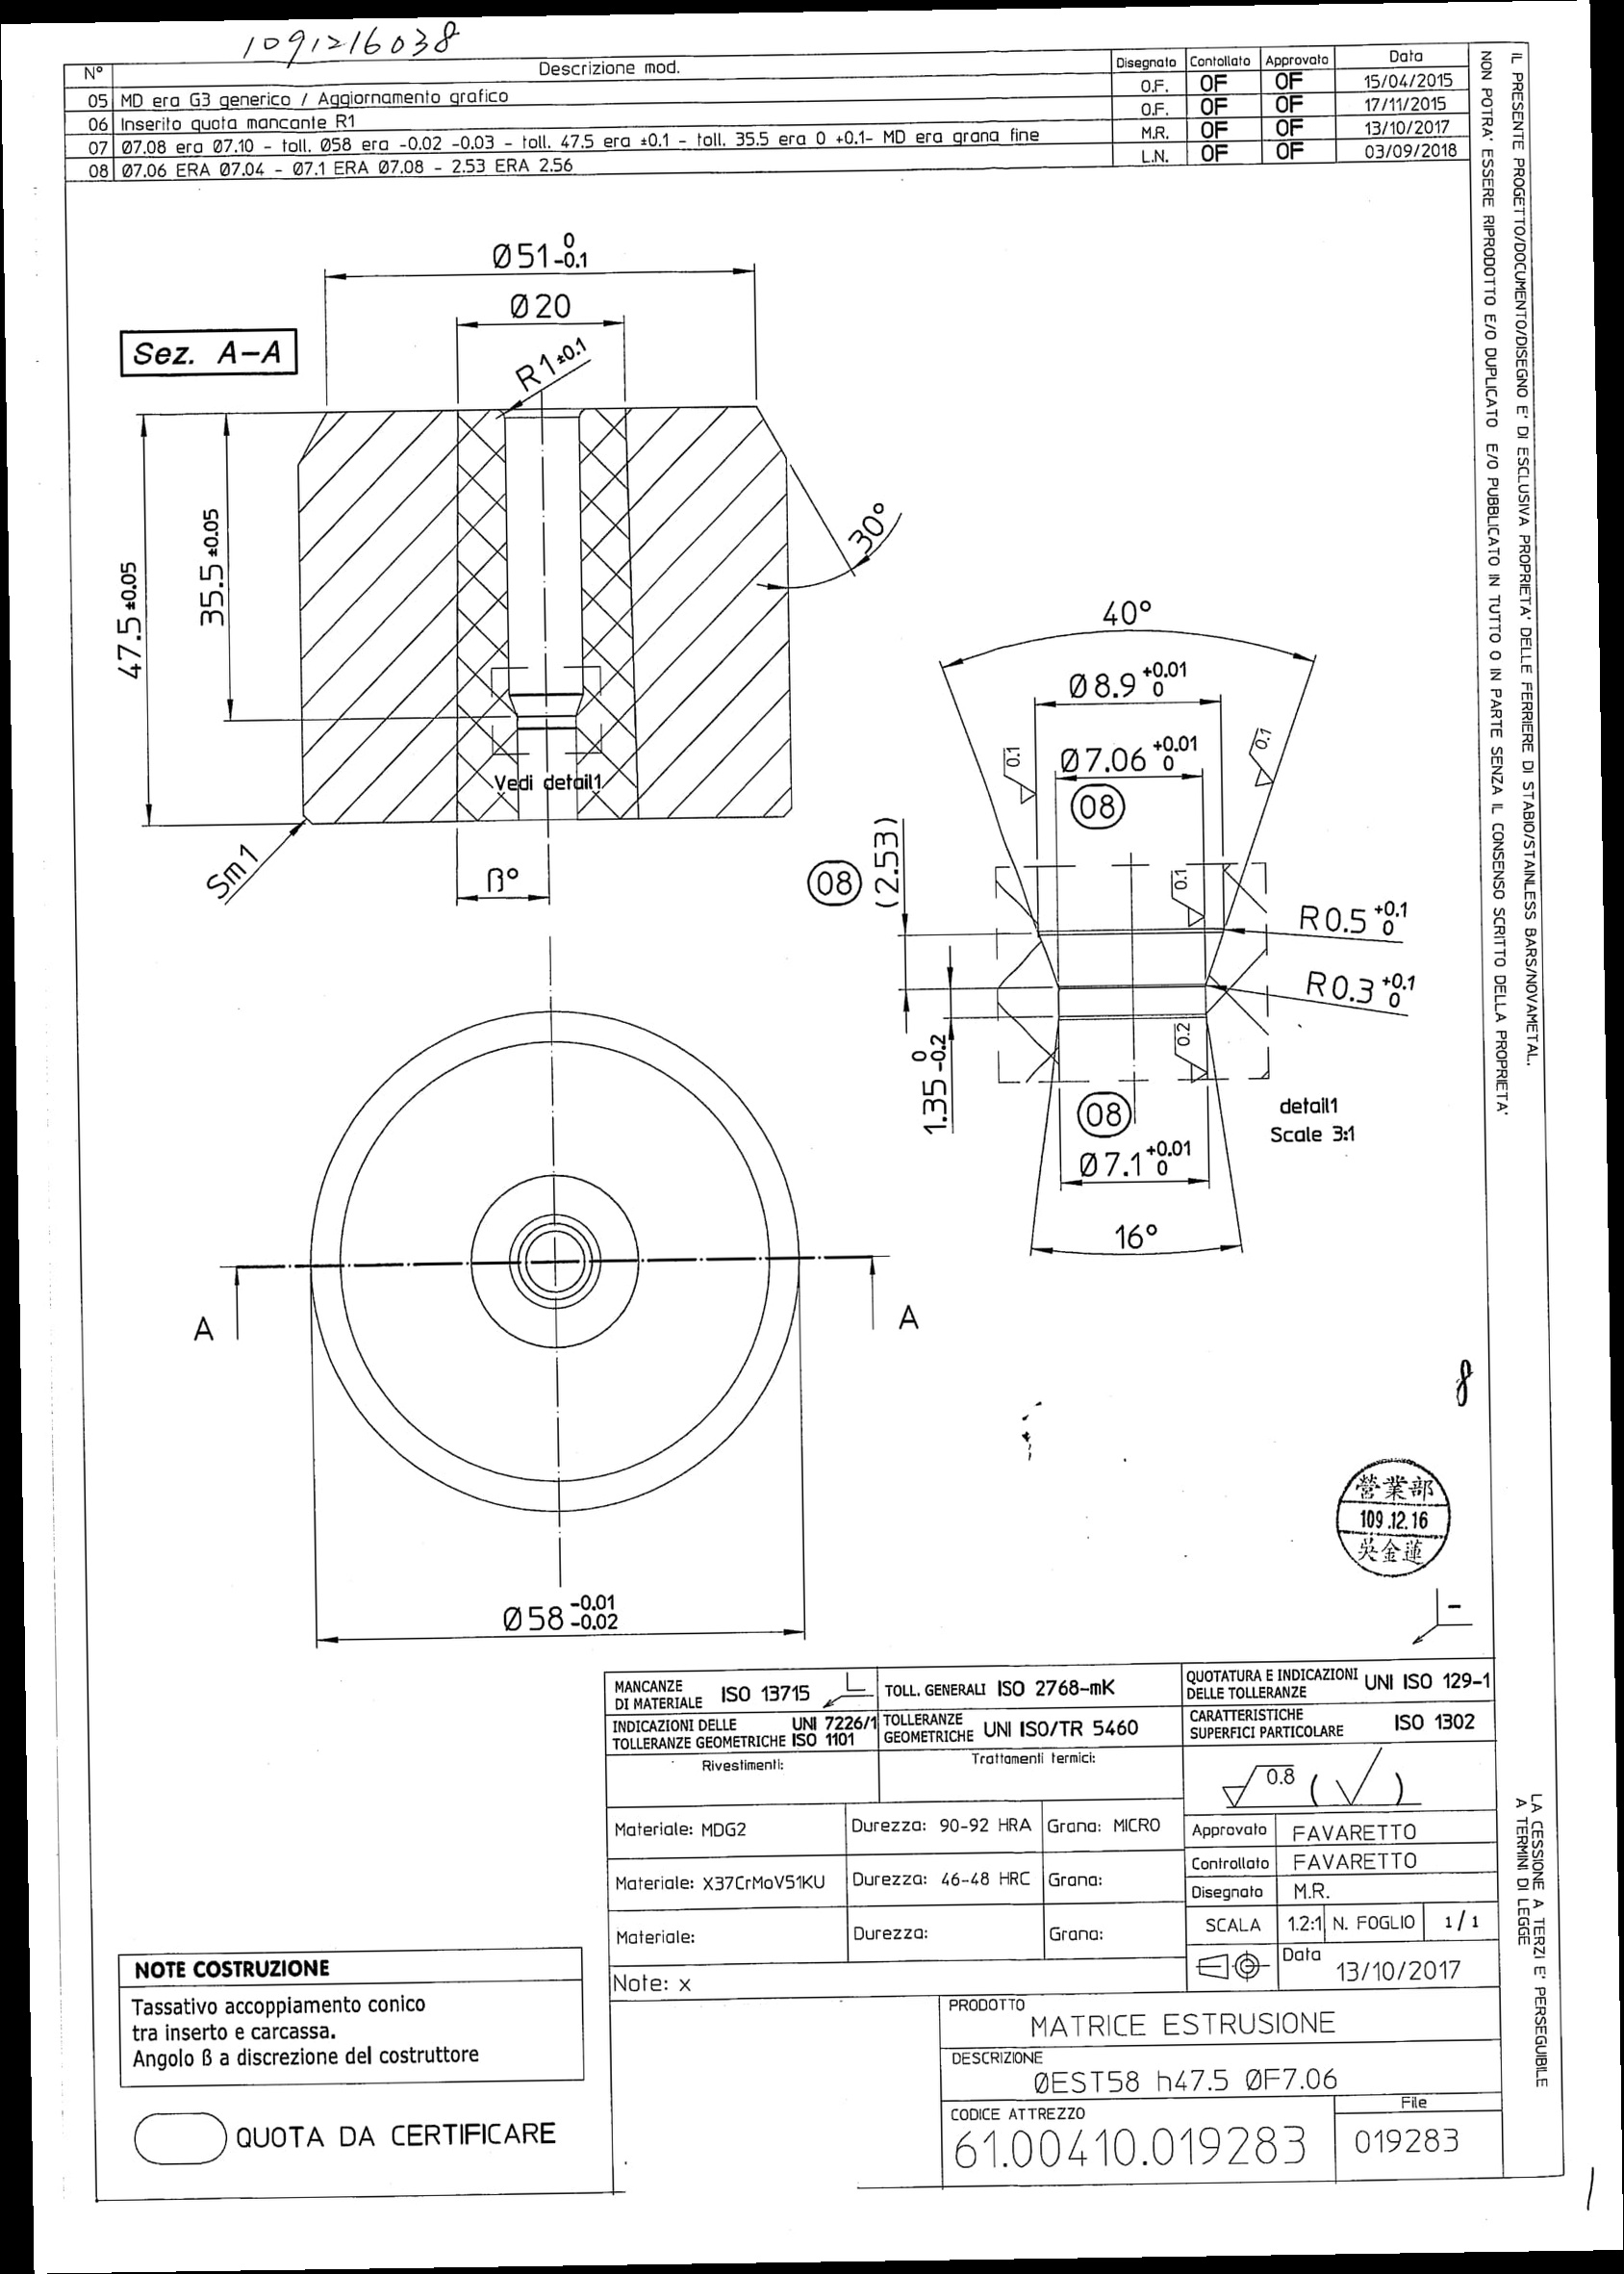 1091216038
N° Descrizione mod. Disegnato Contollato Approvato Data
05 MD era G3 generico / Aggiornamento grafico O.F. OF OF 15/04/2015
06 Inserito quota mancante R1 O.F. OF OF 17/11/2015
07 Ø7.08 era Ø7.10 - toll. Ø58 era -0.02 -0.03 - toll. 47.5 era ±0.1 - toll. 35.5 era 0 +0.1- MD era grana fine M.R. OF OF 13/10/2017
08 Ø7.06 ERA Ø7.04 - Ø7.1 ERA Ø7.08 - 2.53 ERA 2.56 L.N. OF OF 03/09/2018
IL PRESENTE PROGETTO/DOCUMENTO/DISEGNO E' DI ESCLUSIVA PROPRIETA' DELLE FERRIERE DI STABIO/STAINLESS BARS/NOVAMETAL.
NON POTRA' ESSERE RIPRODOTTO E/O DUPLICATO E/O PUBBLICATO IN TUTTO O IN PARTE SENZA IL CONSENSO SCRITTO DELLA PROPRIETA'
LA CESSIONE A TERZI E' PERSEGUIBILE
A TERMINI DI LEGGE
Ø51 0 -0.1
Ø20
Sez. A-A
R1±0.1
30°
47.5±0.05
35.5±0.05
Vedi detail1
Sm1
ß°
40°
Ø8.9 +0.01 0
Ø7.06 +0.01 0
08
0.1
0.1
0.1
08
(2.53)
R0.5 +0.1 0
R0.3 +0.1 0
1.35 0 -0.2
0.2
08
Ø7.1 +0.01 0
16°
detail1
Scale 3:1
A
A
Ø58 -0.01 -0.02
8
營業部
109.12.16
吳金蓮
MANCANZE
DI MATERIALE ISO 13715
TOLL. GENERALI ISO 2768-mK
QUOTATURA E INDICAZIONI
DELLE TOLLERANZE UNI ISO 129-1
INDICAZIONI DELLE UNI 7226/1
TOLLERANZE GEOMETRICHE ISO 1101
TOLLERANZE
GEOMETRICHE UNI ISO/TR 5460
CARATTERISTICHE
SUPERFICI PARTICOLARE ISO 1302
Rivestimenti:
Trattamenti termici:
0.8 ( )
Materiale: MDG2 Durezza: 90-92 HRA Grana: MICRO
Approvato FAVARETTO
Controllato FAVARETTO
Materiale: X37CrMoV51KU Durezza: 46-48 HRC Grana:
Disegnato M.R.
SCALA 1.2:1 N. FOGLIO 1/1
Materiale: Durezza: Grana:
Data 13/10/2017
Note: x
PRODOTTO
MATRICE ESTRUSIONE
DESCRIZIONE
ØEST58 h47.5 ØF7.06
CODICE ATTREZZO
61.00410.019283
File
019283
NOTE COSTRUZIONE
Tassativo accoppiamento conico
tra inserto e carcassa.
Angolo ß a discrezione del costruttore
QUOTA DA CERTIFICARE